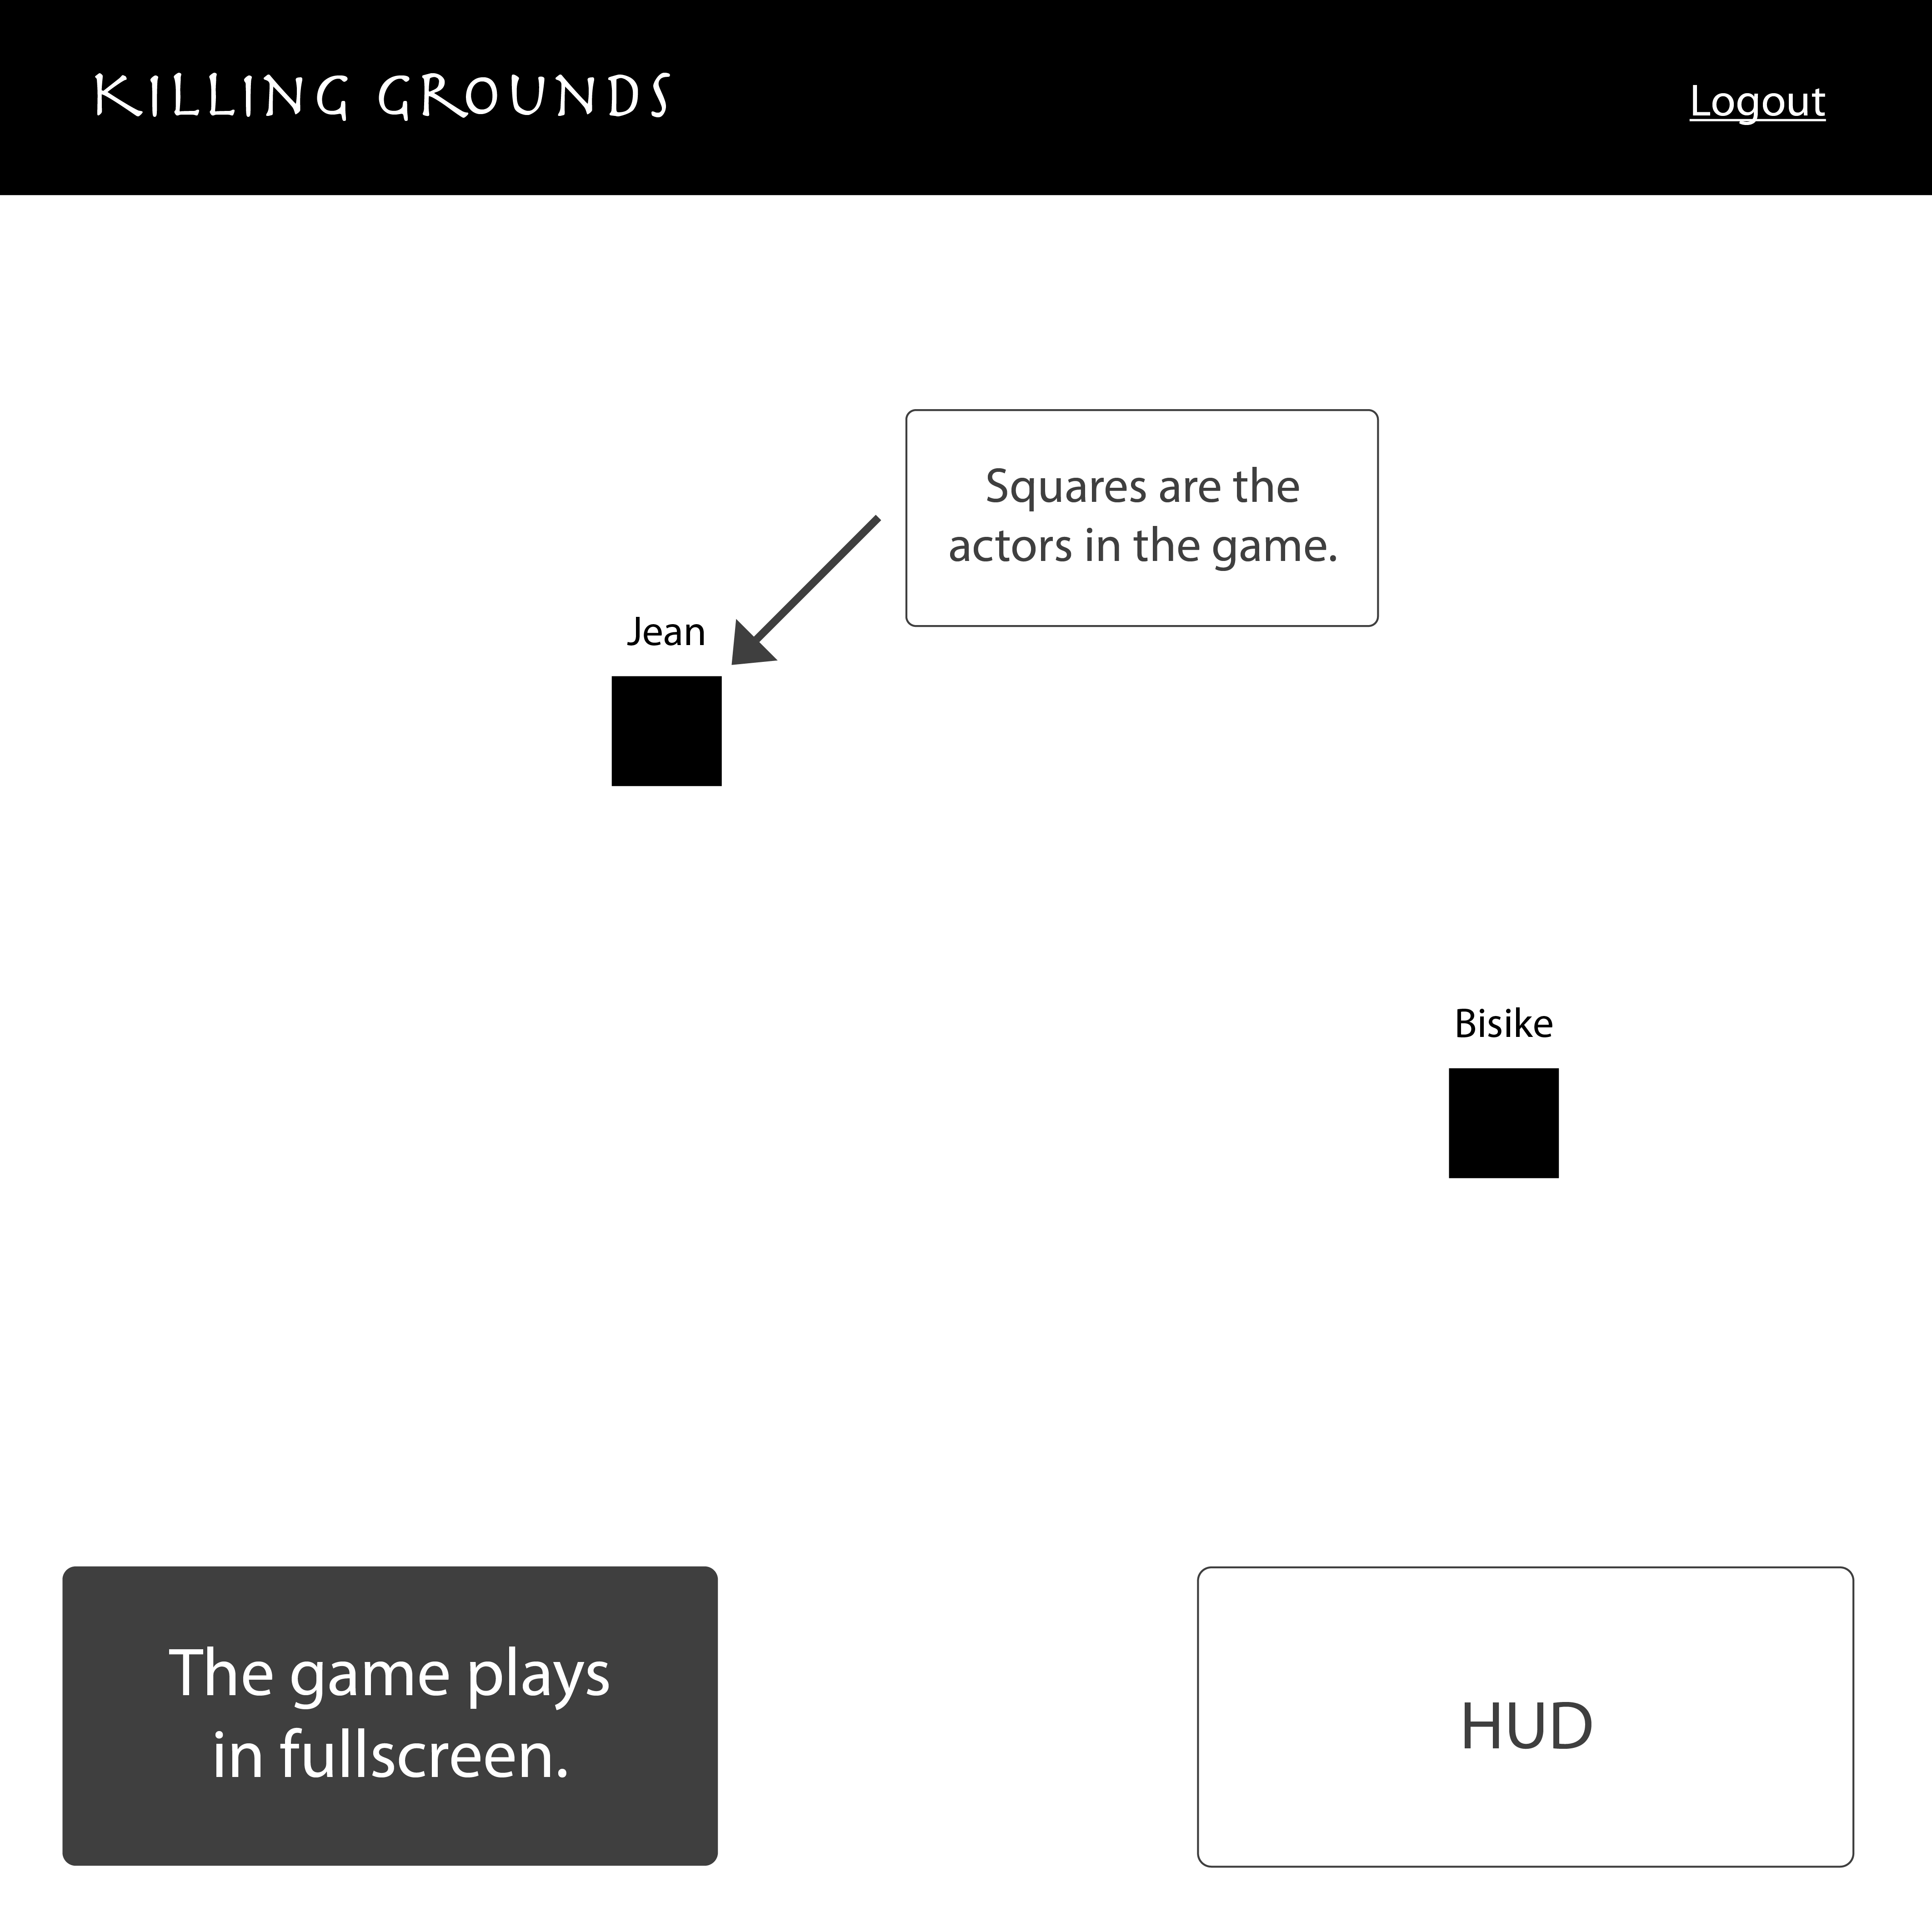 KILLING GROUNDS
Logout
Squares are the
actors in the game.
Jean
Bisike
The game plays
in fullscreen.
HUD